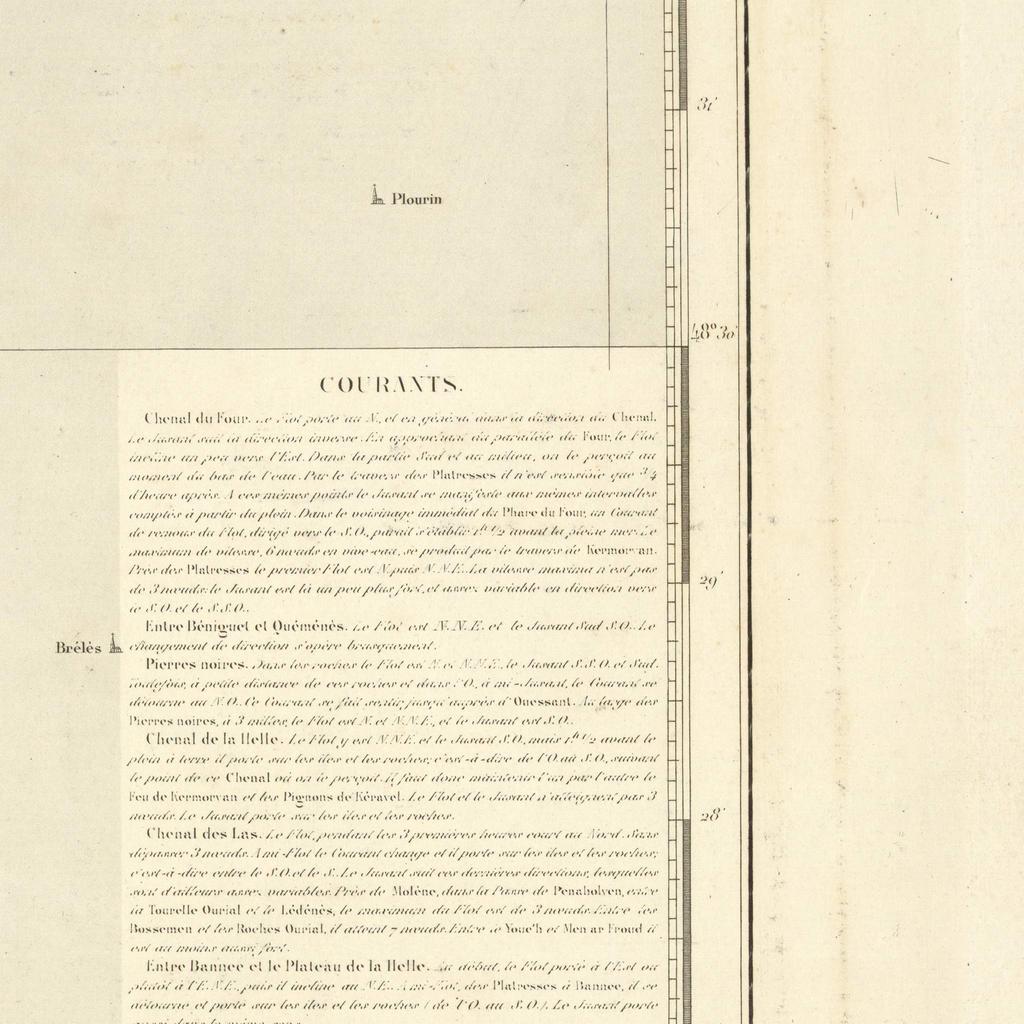 31'
Plourin
48° 30'
COURANTS.
Chenal du Four. Le Flot porte au N, et en général dans la direction du Chenal.
Le Jusant suit la direction inverse. En approchant du parallèle du Four, le Flot
incline un peu vers l'Est. Dans la partie Sud et au milieu, on le perçoit au
moment du bas de l'eau. Par le travers des Platresses il n'est sensible que 3/4
d'heure après. A ces mêmes points le Jusant se manifeste aux mêmes intervalles
comptés à partir du plein. Dans le voisinage immédiat du Phare du Four, un Courant
de remous du Flot, dirigé vers le S.O., paraît s'établir 1h 1/2 avant la pleine mer. Le
maximum de vitesse, 6 nœuds en vive-eau, se produit par le travers de Kermorvan.
Près des Platresses le premier Flot est N. puis N.N.E. La vitesse maxima n'est pas
de 3 nœuds: le Jusant est là un peu plus fort, et assez variable en direction vers
29'
le S.O. et le S.S.O..
Entre Béniguet et Quéménès. Le Flot est N.N.E. et le Jusant Sud S.O.. Le
Brélès
changement de direction s'opère brusquement.
Pierres noires. Dans les roches le Flot est N. et N.N.E., le Jusant S.S.O. et Sud.
Toutefois, à petite distance de ces roches et dans l'O., à mi-Jusant, le Courant se
détourne au N.O.. Ce Courant se fait sentir jusqu'auprès d'Ouessant. Au large des
Pierres noires, à 3 milles, le Flot est N. et N.N.E., et le Jusant est S.O..
Chenal de la Helle. Le Flot y est N.N.E. et le Jusant S.O., mais 1h 1/2 avant le
plein à terre il porte sur les îles et les roches; c'est-à-dire de l'O. au S.O., suivant
le point de ce Chenal où on le perçoit. Il faut donc maintenir l'un par l'autre le
Feu de Kermorvan et les Pignons de Kéravel. Le Flot et le Jusant n'atteignent pas 3
nœuds. Le Jusant porte sur les îles et les roches.
28'
Chenal des Las. Le Flot, pendant les 3 premières heures court au Nord. Sans
dépasser 3 nœuds. A mi-Flot le Courant change et il porte sur les îles et les roches;
c'est-à-dire entre le S.O. et le S.. Le Jusant suit ces dernières directions, lesquelles
sont d'ailleurs assez variables. Près de Molène, dans la Passe de Penaholven, entre
la Tourelle Ourial et le Lédénès, le maximum du Flot est de 3 nœuds. Entre les
Bossemen et les Roches Ourial, il atteint 7 nœuds. Entre le Youc'h et Men ar Froud il
est au moins aussi fort.
Entre Bannec et le Plateau de la Helle. Au début, le Flot porte à l'Est ou
plutôt à l'E.N.E., puis il incline au N.E. A mi-Flot, des Platresses à Bannec, il se
détourne et porte sur les îles et les roches (de l'O. au S.O.). Le Jusant porte